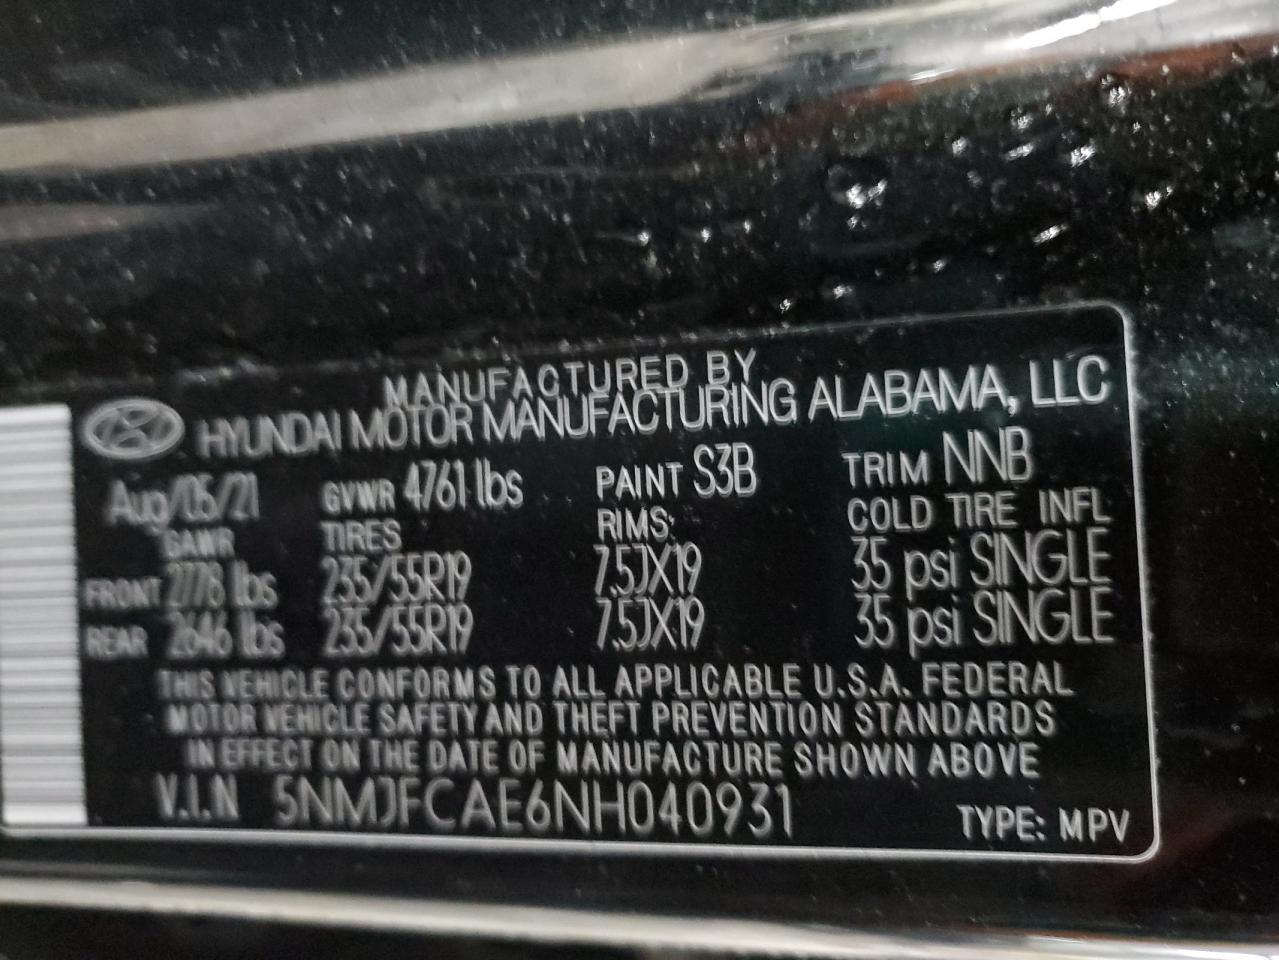 MANUFACTURED BY
HYUNDAI MOTOR MANUFACTURING ALABAMA, LLC
Aug/05/21 GVWR 4761 lbs PAINT S3B TRIM NNB
GAWR TIRES RIMS: COLD TIRE INFL
FRONT 2778 lbs 235/55R19 7.5JX19 35 psi SINGLE
REAR 2646 lbs 235/55R19 7.5JX19 35 psi SINGLE
THIS VEHICLE CONFORMS TO ALL APPLICABLE U.S.A. FEDERAL
MOTOR VEHICLE SAFETY AND THEFT PREVENTION STANDARDS
IN EFFECT ON THE DATE OF MANUFACTURE SHOWN ABOVE
V.I.N 5NMJFCAE6NH040931 TYPE: MPV